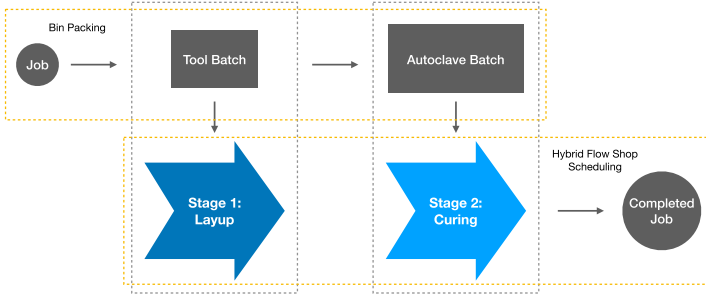 Bin Packing
Job
Tool Batch
Autoclave Batch
Stage 1:
Layup
Stage 2:
Curing
Hybrid Flow Shop
Scheduling
Completed
Job